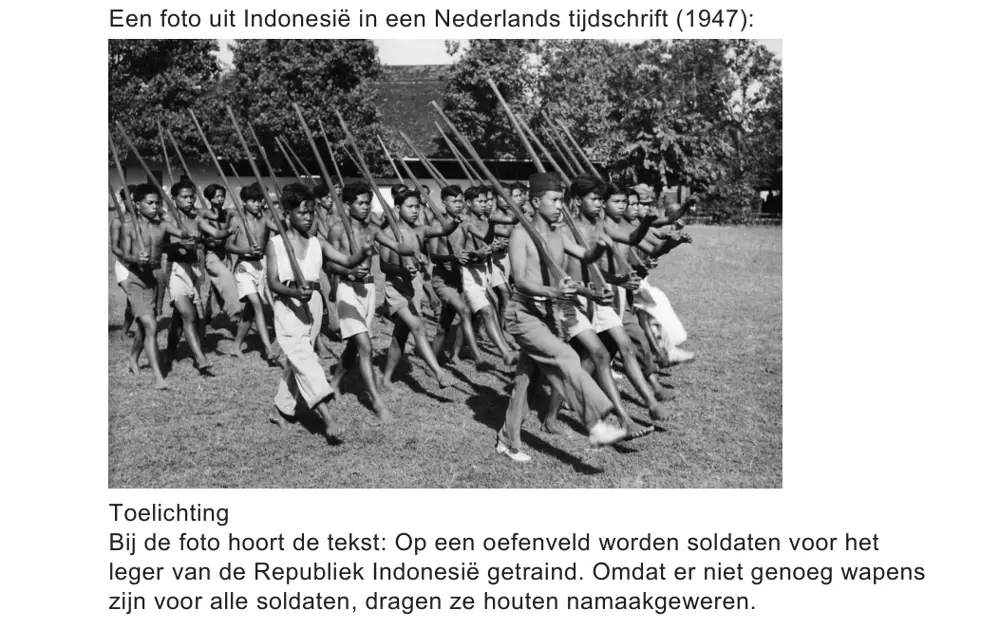 Een foto uit Indonesië in een Nederlands tijdschrift (1947):
Toelichting
Bij de foto hoort de tekst: Op een oefenveld worden soldaten voor het
leger van de Republiek Indonesië getraind. Omdat er niet genoeg wapens
zijn voor alle soldaten, dragen ze houten namaakgeweren.